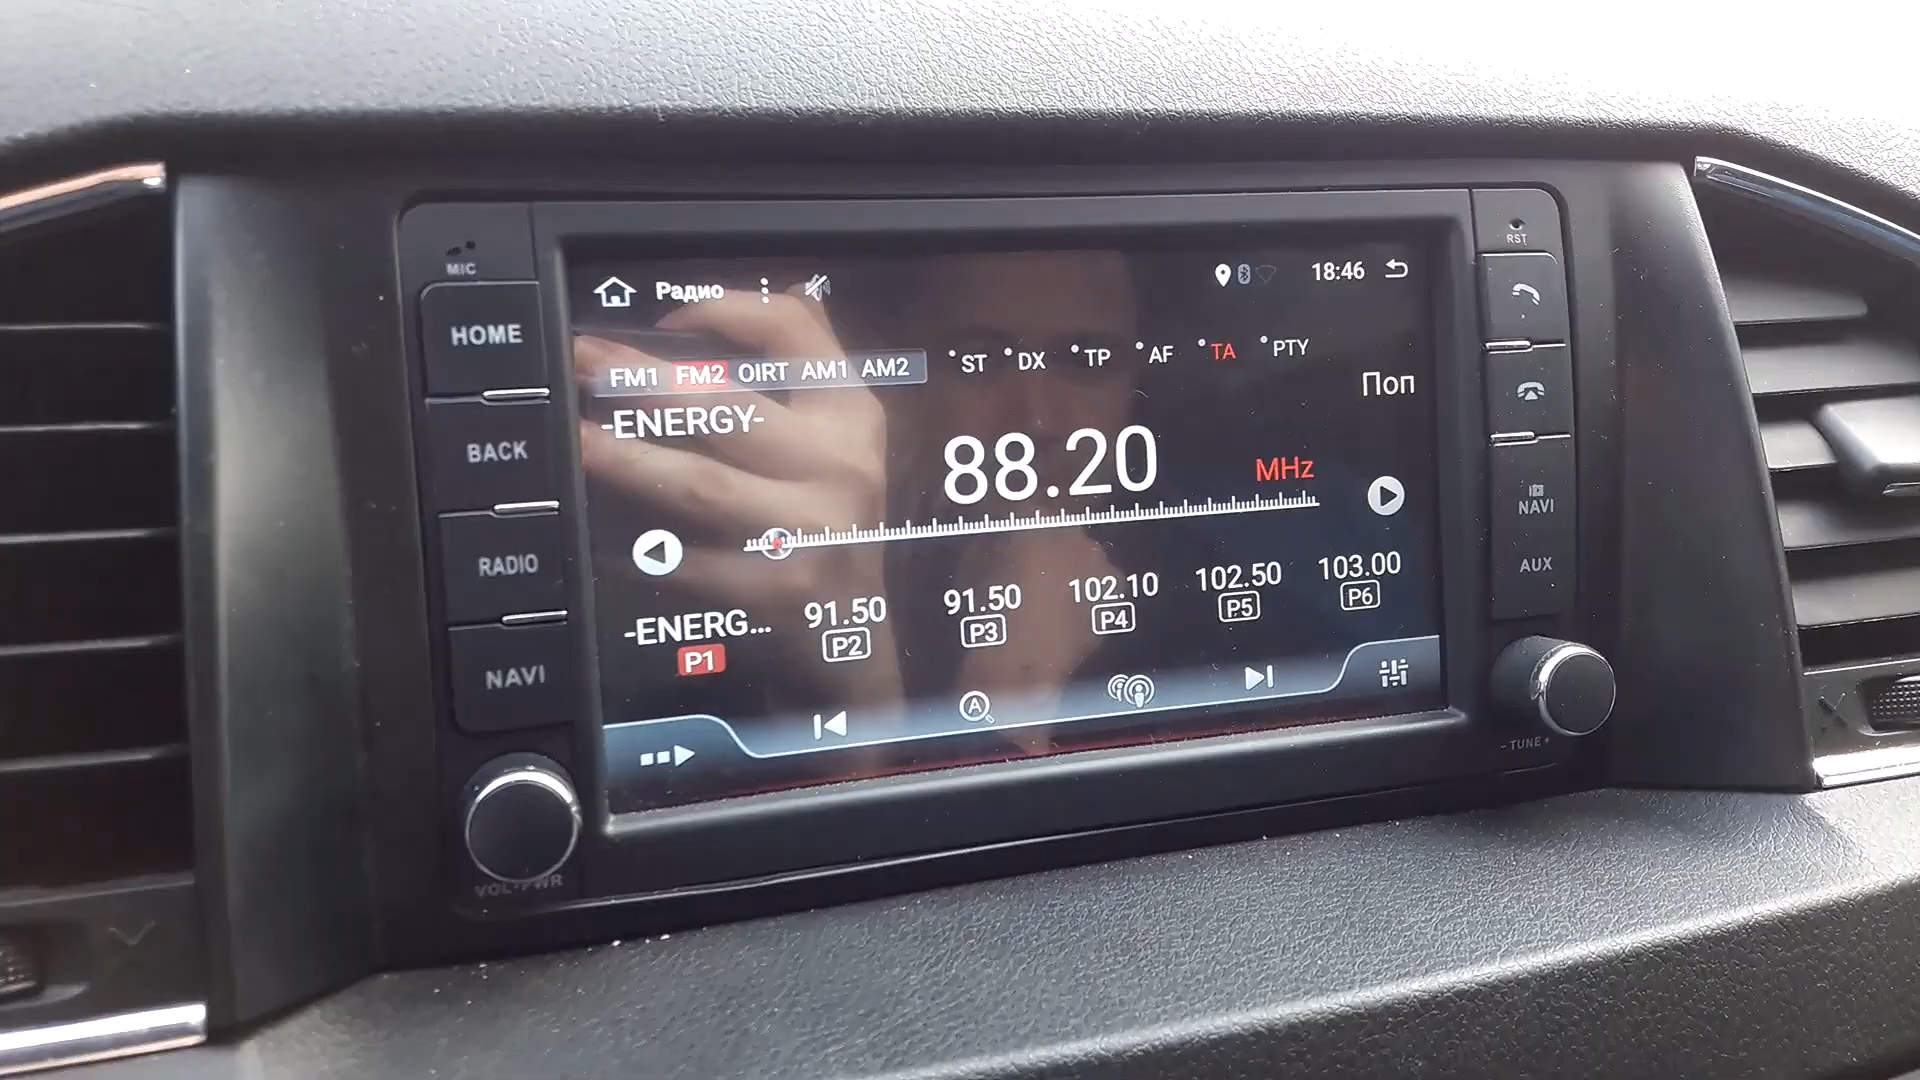 MIC
HOME
BACK
RADIO
NAVI
VOL-PWR
Радио
18:46
FM1 FM2 OIRT AM1 AM2
ST DX TP AF TA PTY
Поп
-ENERGY-
88.20 MHz
-ENERG... 91.50 91.50 102.10 102.50 103.00
P1 P2 P3 P4 P5 P6
A
RST
NAVI
AUX
- TUNE +